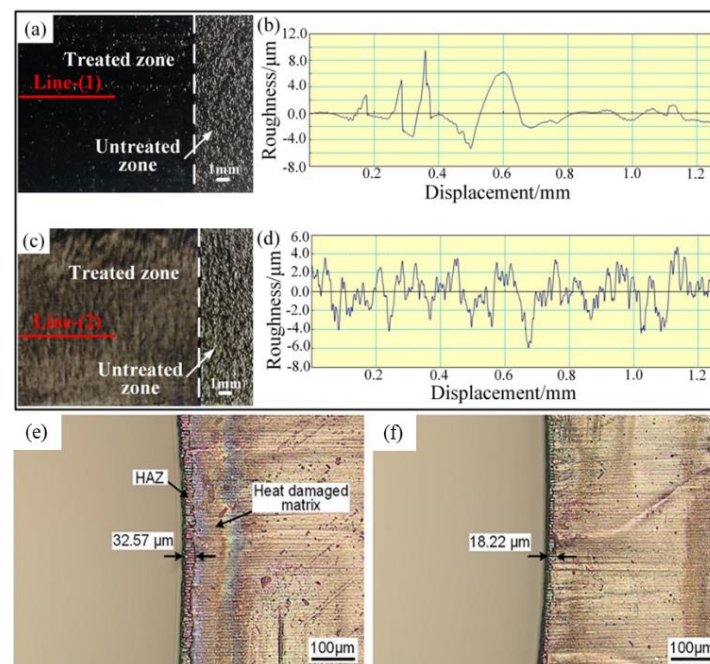 (a)
Treated zone
Line-(1)
Untreated
zone
1mm
(b)
Roughness/μm
12.0
8.0
4.0
0.0
-4.0
-8.0
0.2
0.4
0.6
0.8
1.0
1.2
Displacement/mm
(c)
Treated zone
Line-(2)
Untreated
zone
1mm
(d)
Roughness/μm
6.0
4.0
2.0
0.0
-2.0
-4.0
-6.0
-8.0
0.2
0.4
0.6
0.8
1.0
1.2
Displacement/mm
(e)
HAZ
Heat damaged
matrix
32.57 μm
100μm
(f)
18.22 μm
100μm